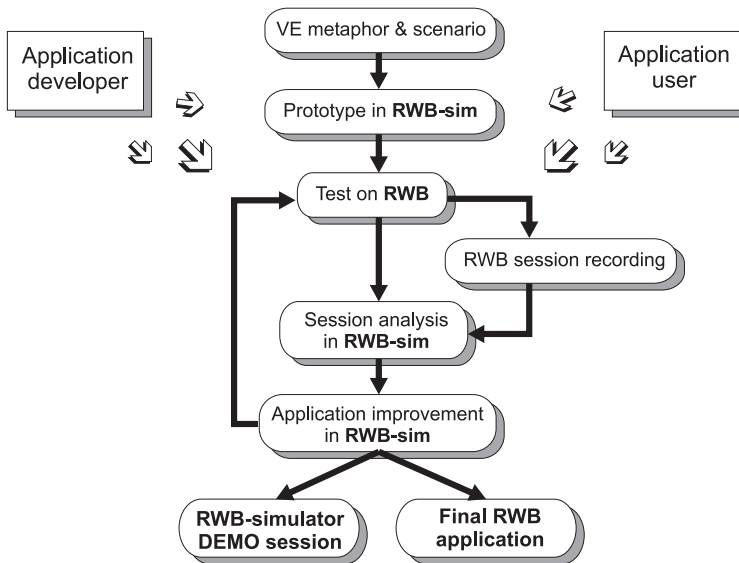 VE metaphor & scenario
Application
developer
Application
user
Prototype in RWB-sim
Test on RWB
RWB session recording
Session analysis
in RWB-sim
Application improvement
in RWB-sim
RWB-simulator
DEMO session
Final RWB
application